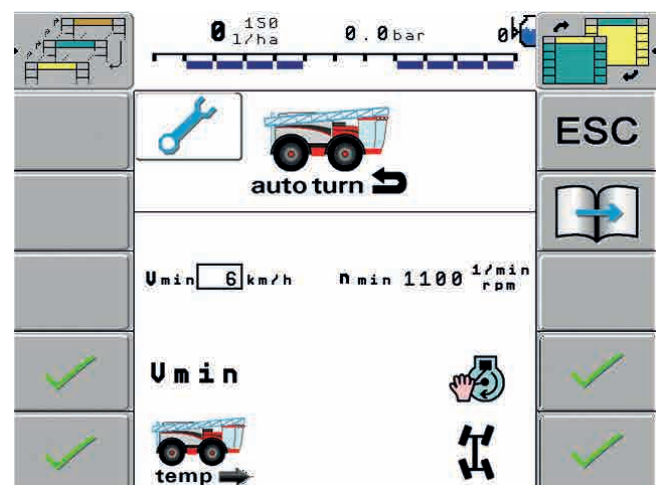 0 150 l/ha 0.0 bar 0
ESC
auto turn
Vmin 6 km/h n min 1100 1/min rpm
Vmin
temp